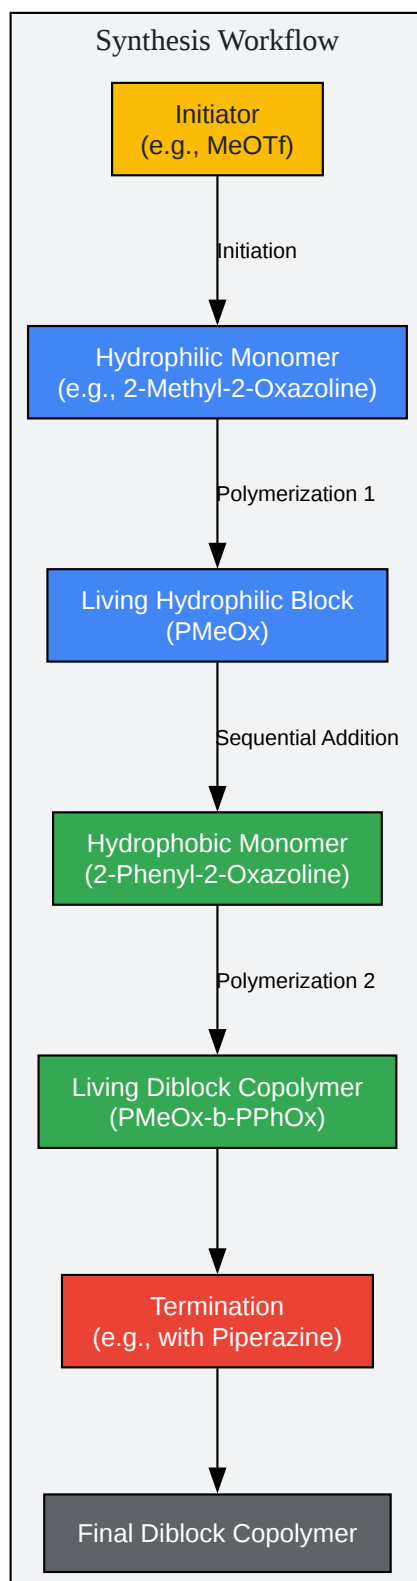 Synthesis Workflow
Initiator
(e.g., MeOTf)
Initiation
Hydrophilic Monomer
(e.g., 2-Methyl-2-Oxazoline)
Polymerization 1
Living Hydrophilic Block
(PMeOx)
Sequential Addition
Hydrophobic Monomer
(2-Phenyl-2-Oxazoline)
Polymerization 2
Living Diblock Copolymer
(PMeOx-b-PPhOx)
Termination
(e.g., with Piperazine)
Final Diblock Copolymer